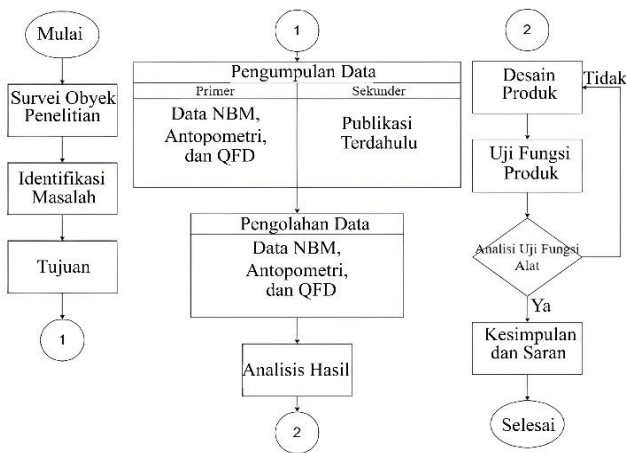 Mulai
Survei Obyek
Penelitian
Identifikasi
Masalah
Tujuan
1
1
Pengumpulan Data
Primer
Sekunder
Data NBM,
Antopometri,
dan QFD
Publikasi
Terdahulu
Pengolahan Data
Data NBM,
Antopometri,
dan QFD
Analisis Hasil
2
2
Desain
Produk
Tidak
Uji Fungsi
Produk
Analisi Uji Fungsi
Alat
Ya
Kesimpulan
dan Saran
Selesai